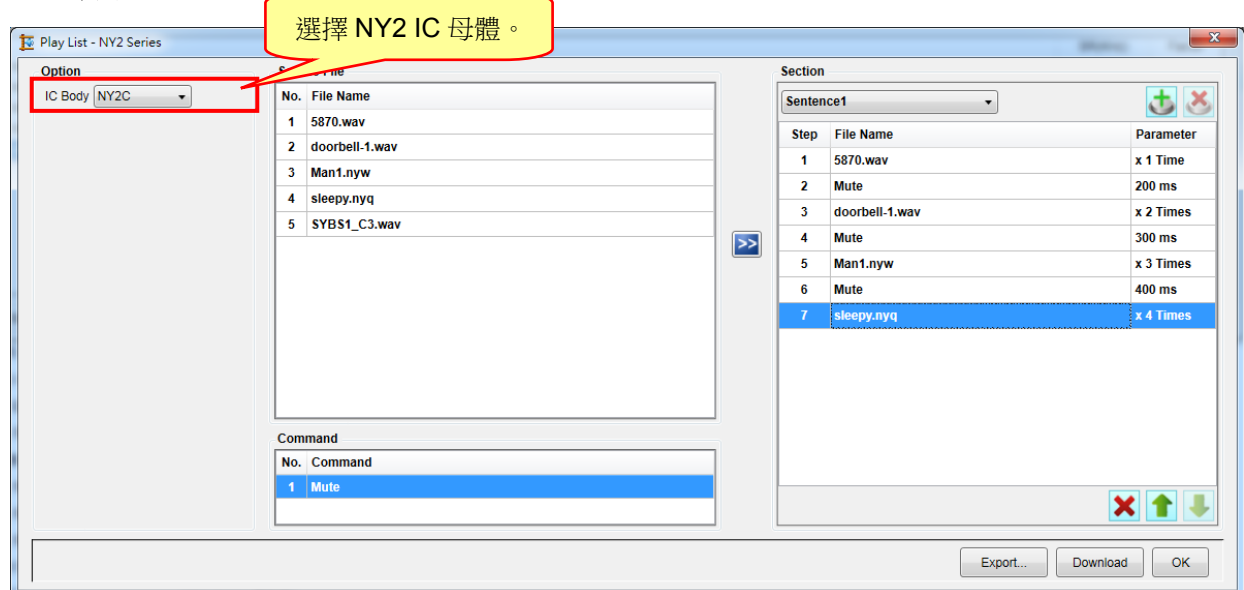 選擇 NY2 IC 母體。
Play List - NY2 Series
Option
IC Body NY2C
No. File Name
1 5870.wav
2 doorbell-1.wav
3 Man1.nyw
4 sleepy.nyq
5 SYBS1_C3.wav
Command
No. Command
1 Mute
>>
Section
Sentence1
Step File Name Parameter
1 5870.wav x 1 Time
2 Mute 200 ms
3 doorbell-1.wav x 2 Times
4 Mute 300 ms
5 Man1.nyw x 3 Times
6 Mute 400 ms
7 sleepy.nyq x 4 Times
Export... Download OK